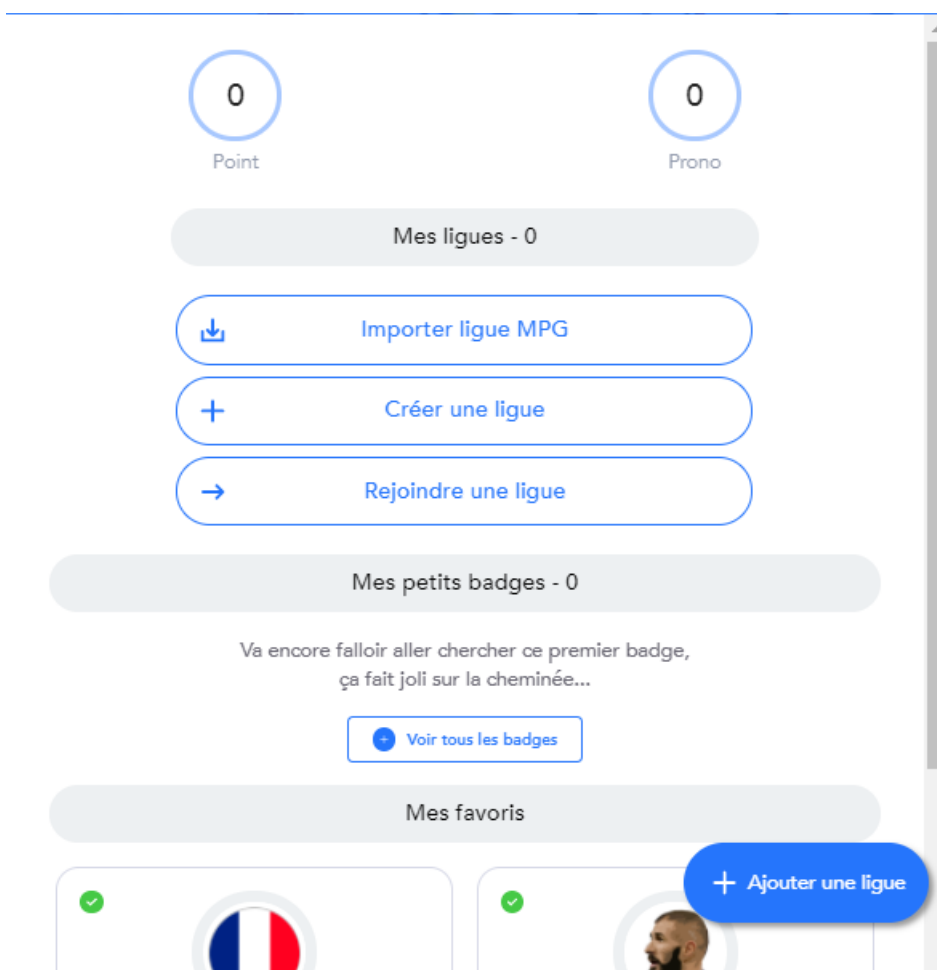 0
0
Point
Prono
Mes ligues - 0
Importer ligue MPG
Créer une ligue
Rejoindre une ligue
Mes petits badges - 0
Va encore falloir aller chercher ce premier badge,
ça fait joli sur la cheminée...
Voir tous les badges
Mes favoris
Ajouter une ligue